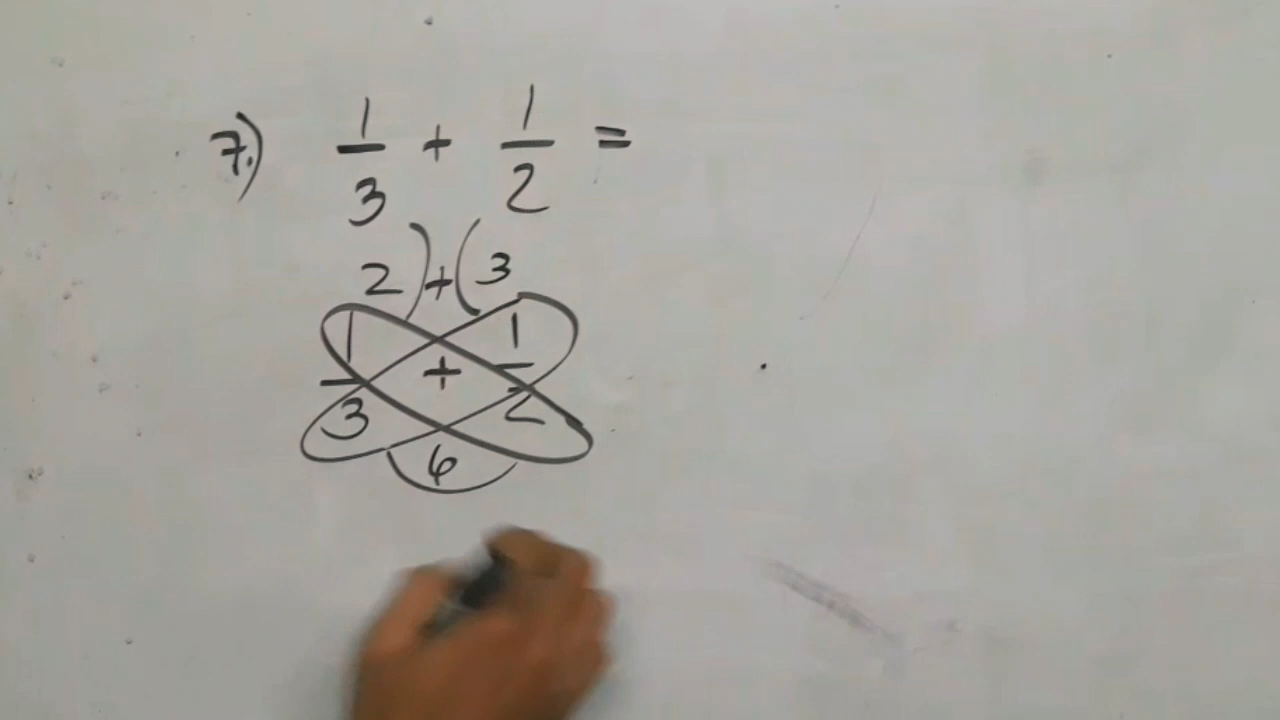 7.) 1/3 + 1/2 =
2 ) + ( 3
1/3 + 1/2
6